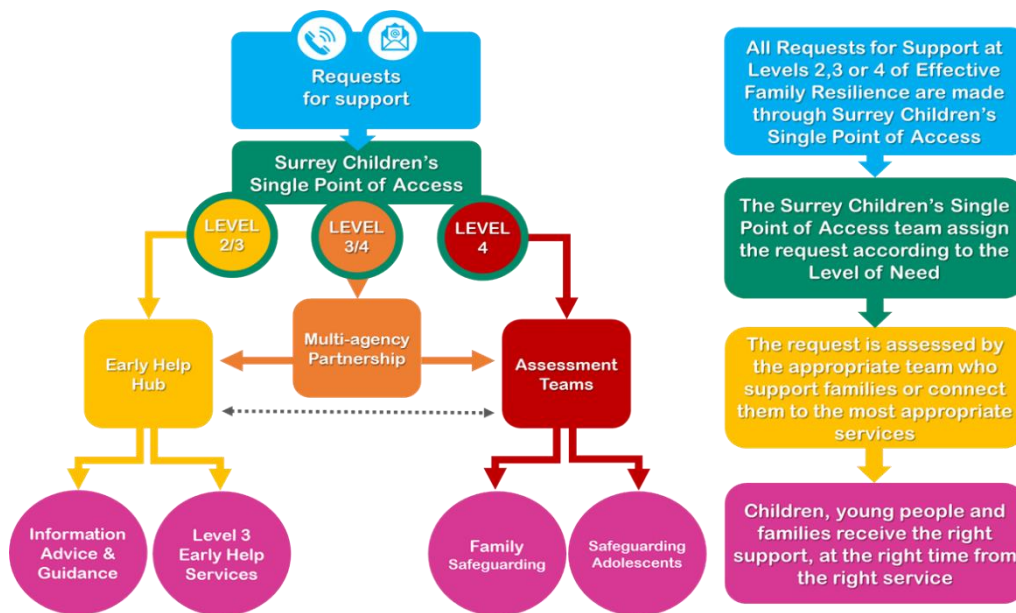 Requests
for support
Surrey Children's
Single Point of Access
LEVEL
2/3
LEVEL
3/4
LEVEL
4
Early Help
Hub
Multi-agency
Partnership
Assessment
Teams
Information
Advice &
Guidance
Level 3
Early Help
Services
Family
Safeguarding
Safeguarding
Adolescents
All Requests for Support at
Levels 2,3 or 4 of Effective
Family Resilience are made
through Surrey Children's
Single Point of Access
The Surrey Children's Single
Point of Access team assign
the request according to the
Level of Need
The request is assessed by
the appropriate team who
support families or connect
them to the most appropriate
services
Children, young people and
families receive the right
support, at the right time from
the right service